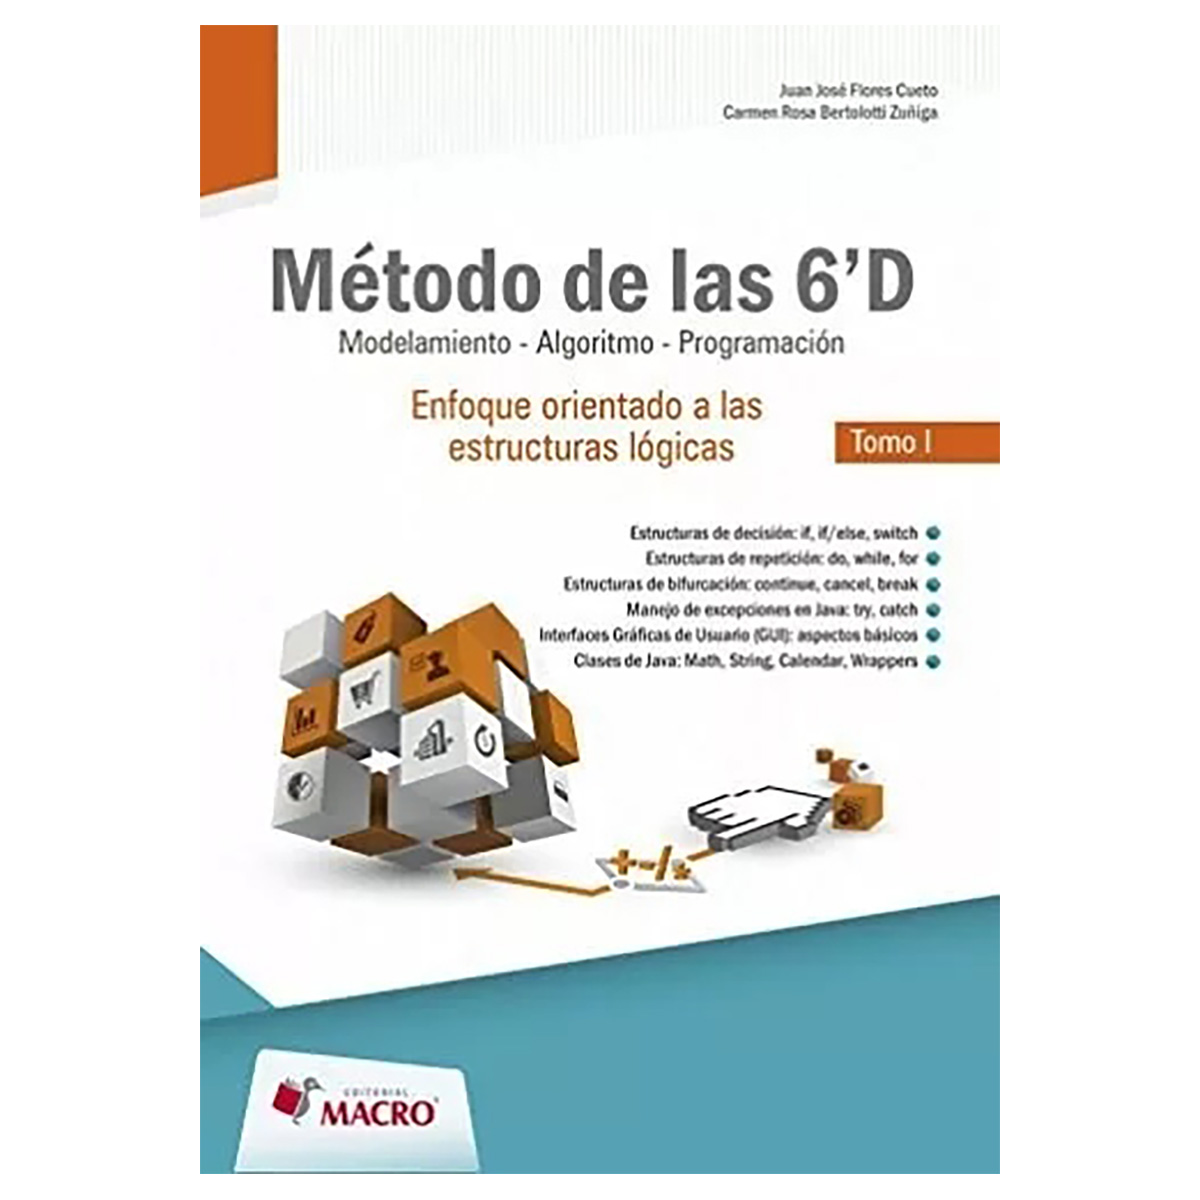 Juan José Flores Cueto
Carmen Rosa Bertolotti Zuñiga
Método de las 6'D
Modelamiento - Algoritmo - Programación
Enfoque orientado a las
estructuras lógicas
Tomo I
Estructuras de decisión: if, if/else, switch
Estructuras de repetición: do, while, for
Estructuras de bifurcación: continue, cancel, break
Manejo de excepciones en Java: try, catch
Interfaces Gráficas de Usuario (GUI): aspectos básicos
Clases de Java: Math, String, Calendar, Wrappers
+-/*
EDITORIAL
MACRO®